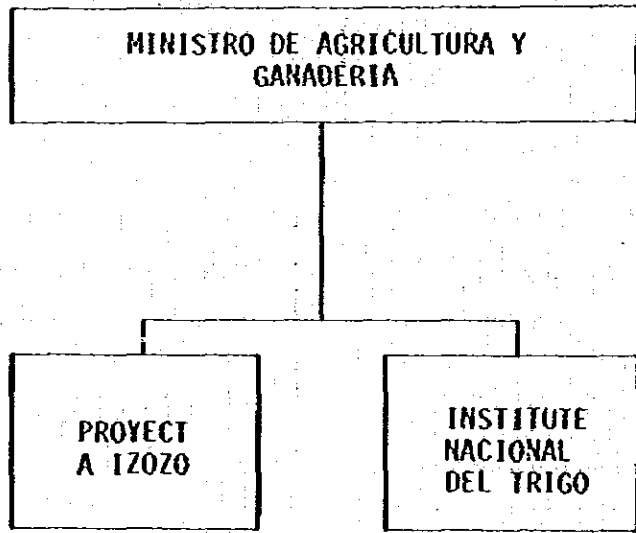 MINISTRO DE AGRICULTURA Y
GANADERIA
PROYECT
A IZOZO
INSTITUTE
NACIONAL
DEL TRIGO